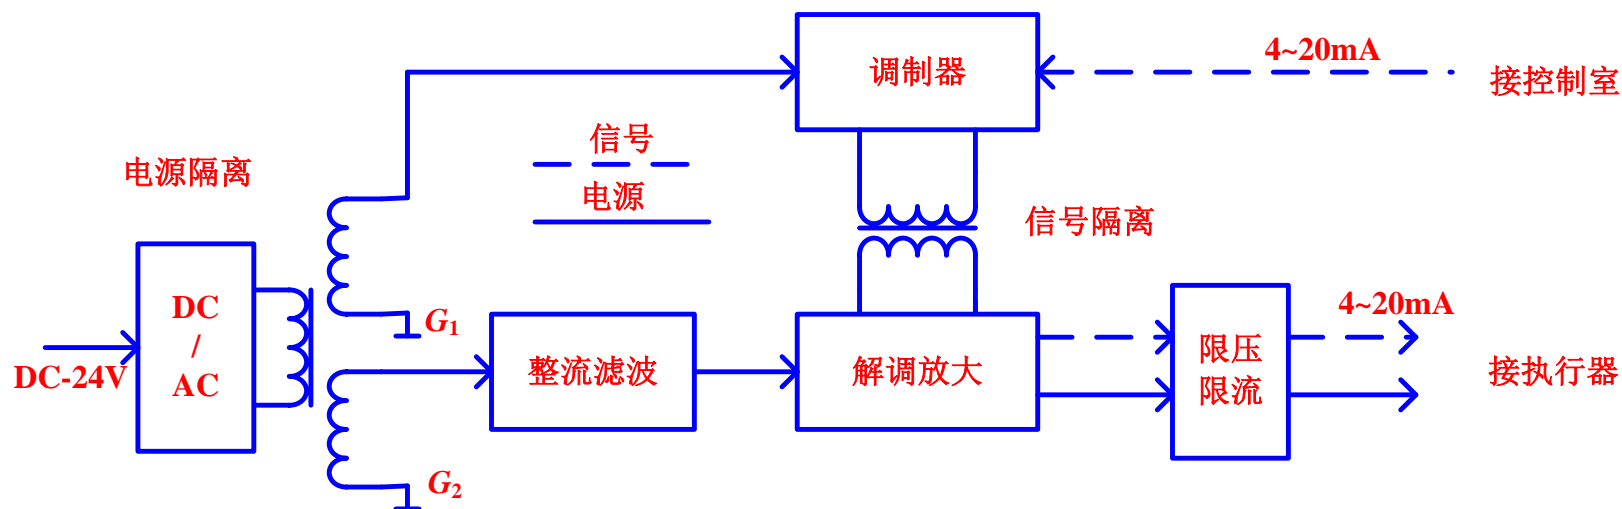 4~20mA
调制器
接控制室
信号
电源隔离
电源
信号隔离
DC
/
AC
DC-24V
G1
4~20mA
整流滤波
解调放大
限压
限流
接执行器
G2